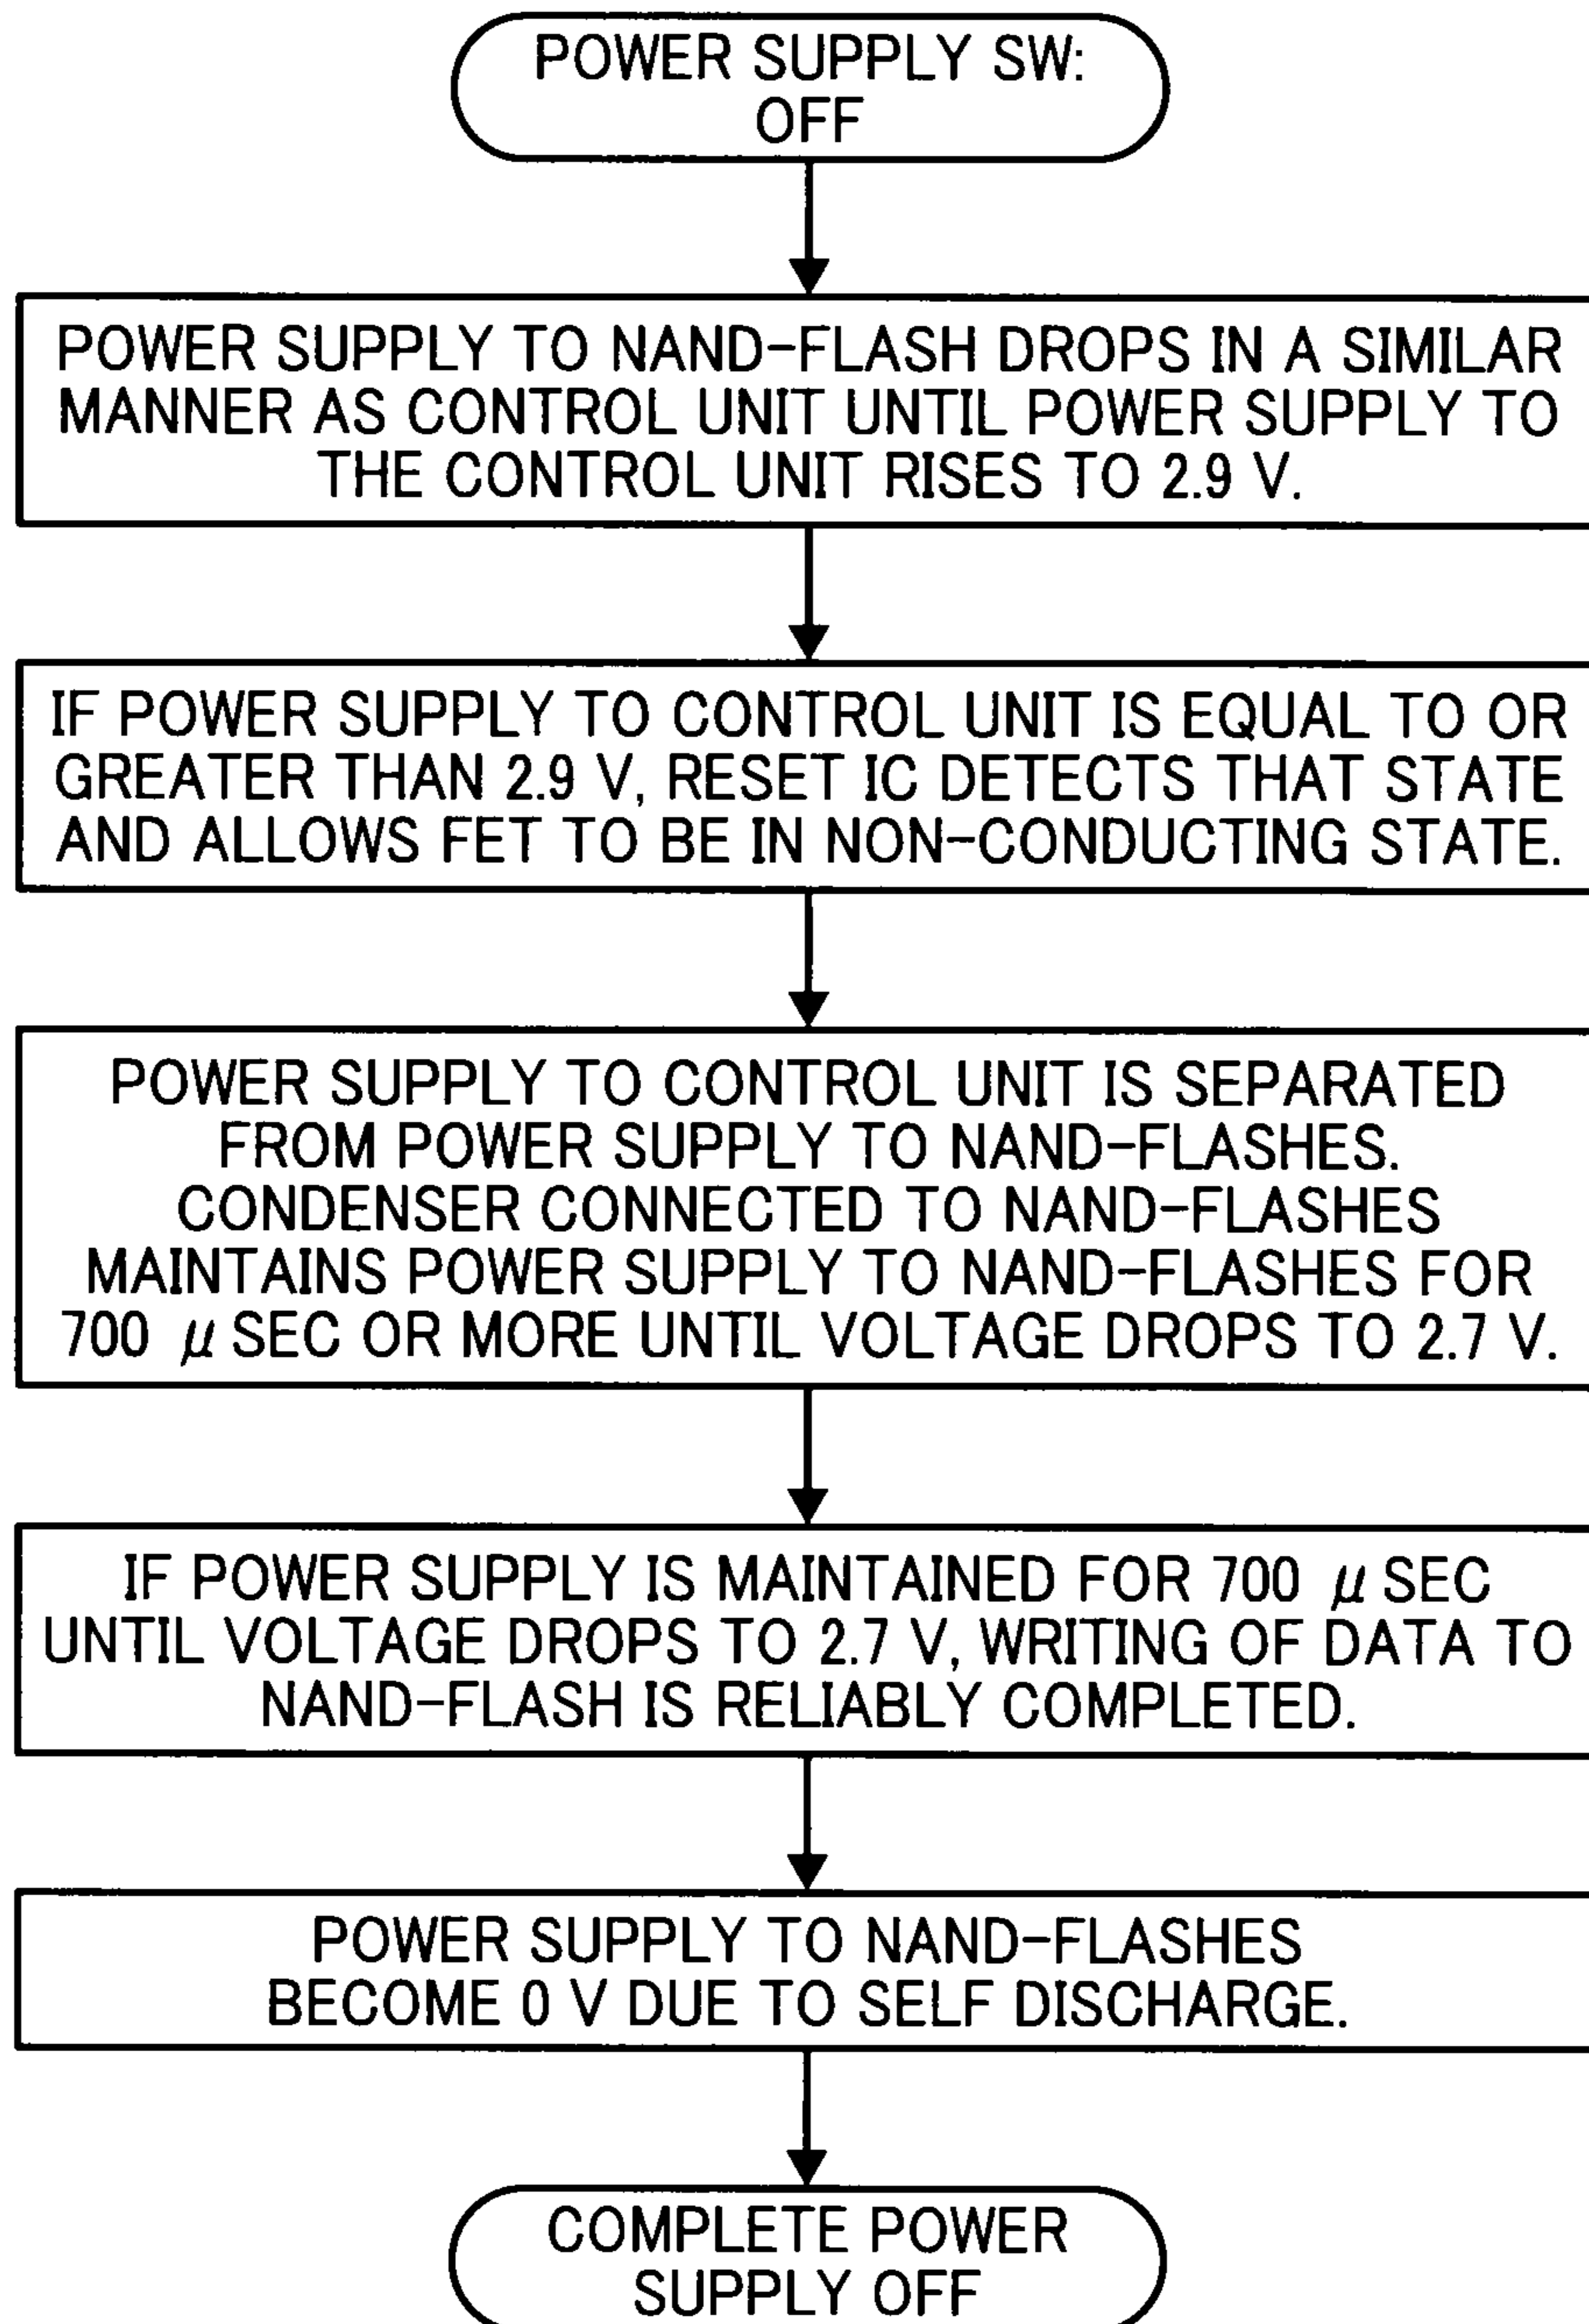 POWER SUPPLY SW:
OFF
POWER SUPPLY TO NAND-FLASH DROPS IN A SIMILAR
MANNER AS CONTROL UNIT UNTIL POWER SUPPLY TO
THE CONTROL UNIT RISES TO 2.9 V.
IF POWER SUPPLY TO CONTROL UNIT IS EQUAL TO OR
GREATER THAN 2.9 V, RESET IC DETECTS THAT STATE
AND ALLOWS FET TO BE IN NON-CONDUCTING STATE.
POWER SUPPLY TO CONTROL UNIT IS SEPARATED
FROM POWER SUPPLY TO NAND-FLASHES.
CONDENSER CONNECTED TO NAND-FLASHES
MAINTAINS POWER SUPPLY TO NAND-FLASHES FOR
700 μ SEC OR MORE UNTIL VOLTAGE DROPS TO 2.7 V.
IF POWER SUPPLY IS MAINTAINED FOR 700 μ SEC
UNTIL VOLTAGE DROPS TO 2.7 V, WRITING OF DATA TO
NAND-FLASH IS RELIABLY COMPLETED.
POWER SUPPLY TO NAND-FLASHES
BECOME 0 V DUE TO SELF DISCHARGE.
COMPLETE POWER
SUPPLY OFF